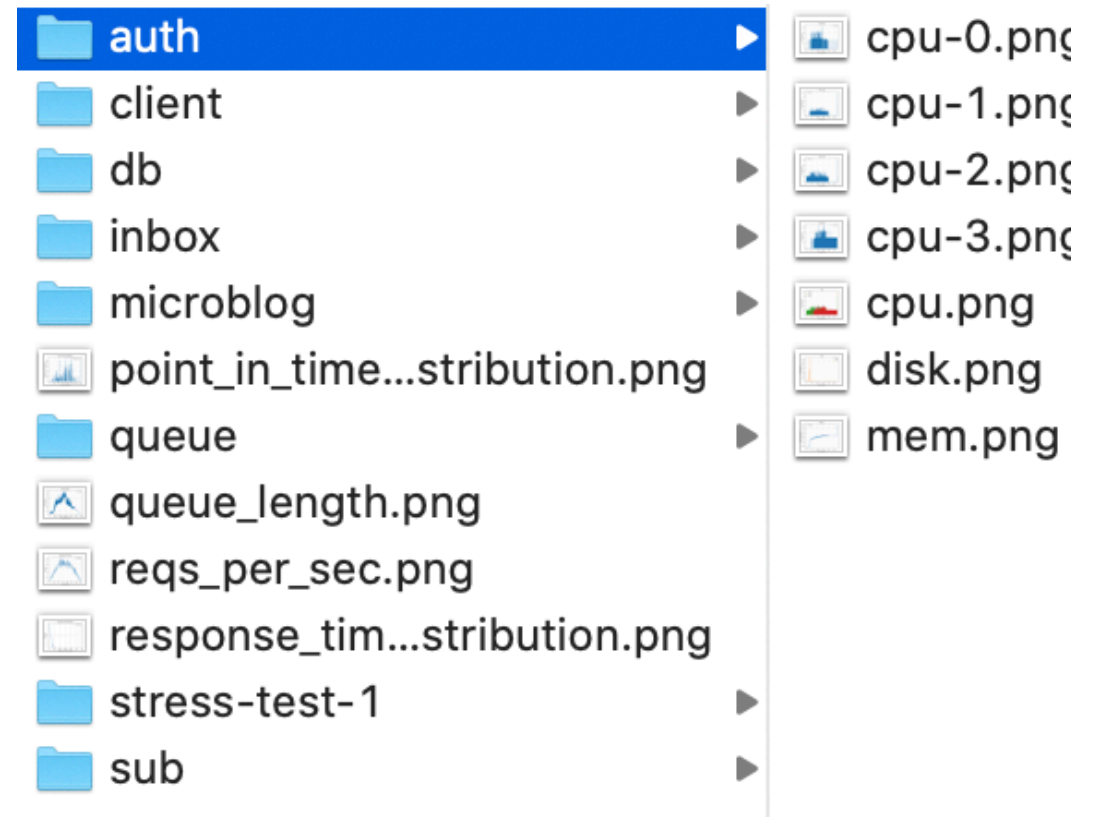 auth
client
db
inbox
microblog
point_in_time...stribution.png
queue
queue_length.png
reqs_per_sec.png
response_tim...stribution.png
stress-test-1
sub
cpu-0.png
cpu-1.png
cpu-2.png
cpu-3.png
cpu.png
disk.png
mem.png